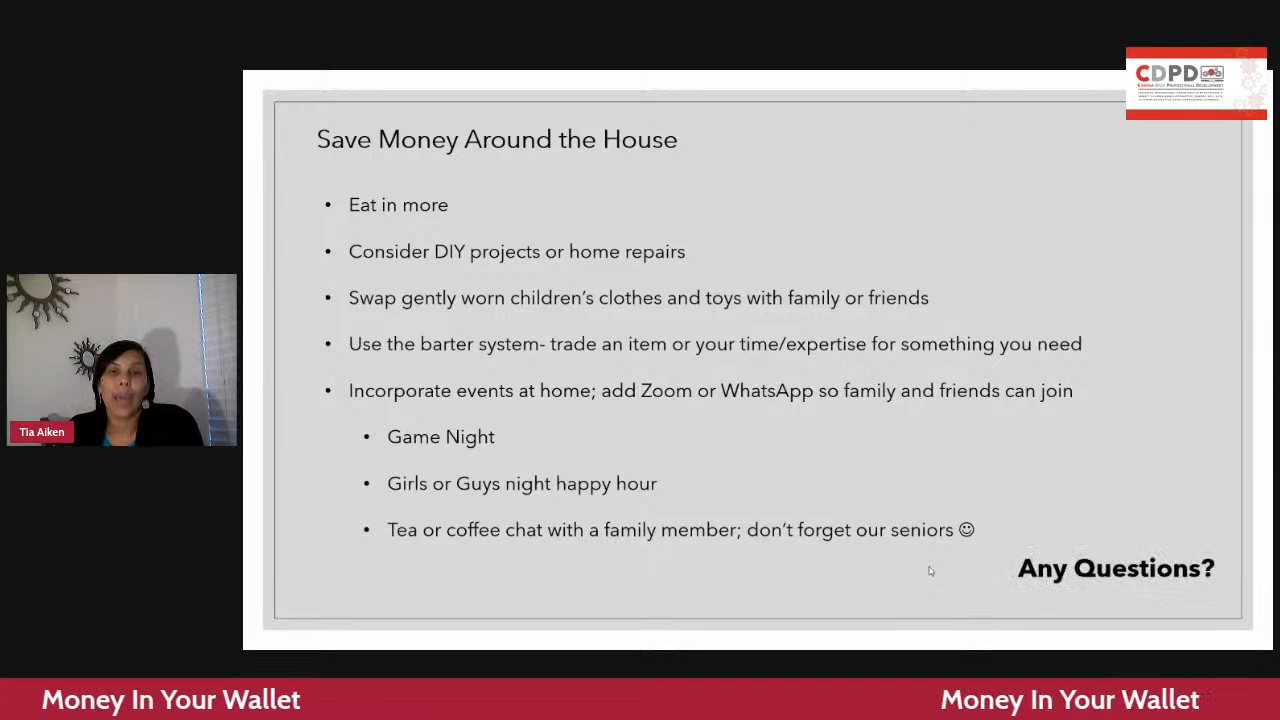 CDPD
Save Money Around the House
• Eat in more
• Consider DIY projects or home repairs
• Swap gently worn children's clothes and toys with family or friends
• Use the barter system- trade an item or your time/expertise for something you need
• Incorporate events at home; add Zoom or WhatsApp so family and friends can join
• Game Night
• Girls or Guys night happy hour
• Tea or coffee chat with a family member; don't forget our seniors ☺
Any Questions?
Tia Aiken
Money In Your Wallet
Money In Your Wallet